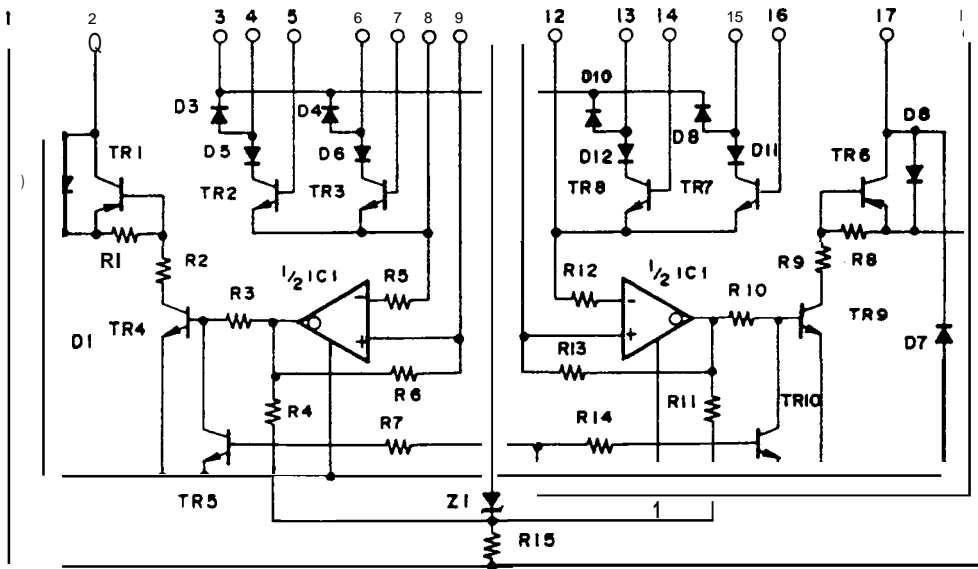 1 2 3 4 5 6 7 8 9 12 13 14 15 16 17 1
D10
D3 D4 D8 D8
TR1 D5 D6 D12 D11 TR6
)
TR2 TR3 TR8 TR7
R1 R2 1/2 IC1 R5 R12 1/2 IC1 R9 R8
R3 R10
D1 TR4 − + − + TR9 D7
R6 R13
R4 R11 TR10
R7 R14
TR5 Z1 1
R15